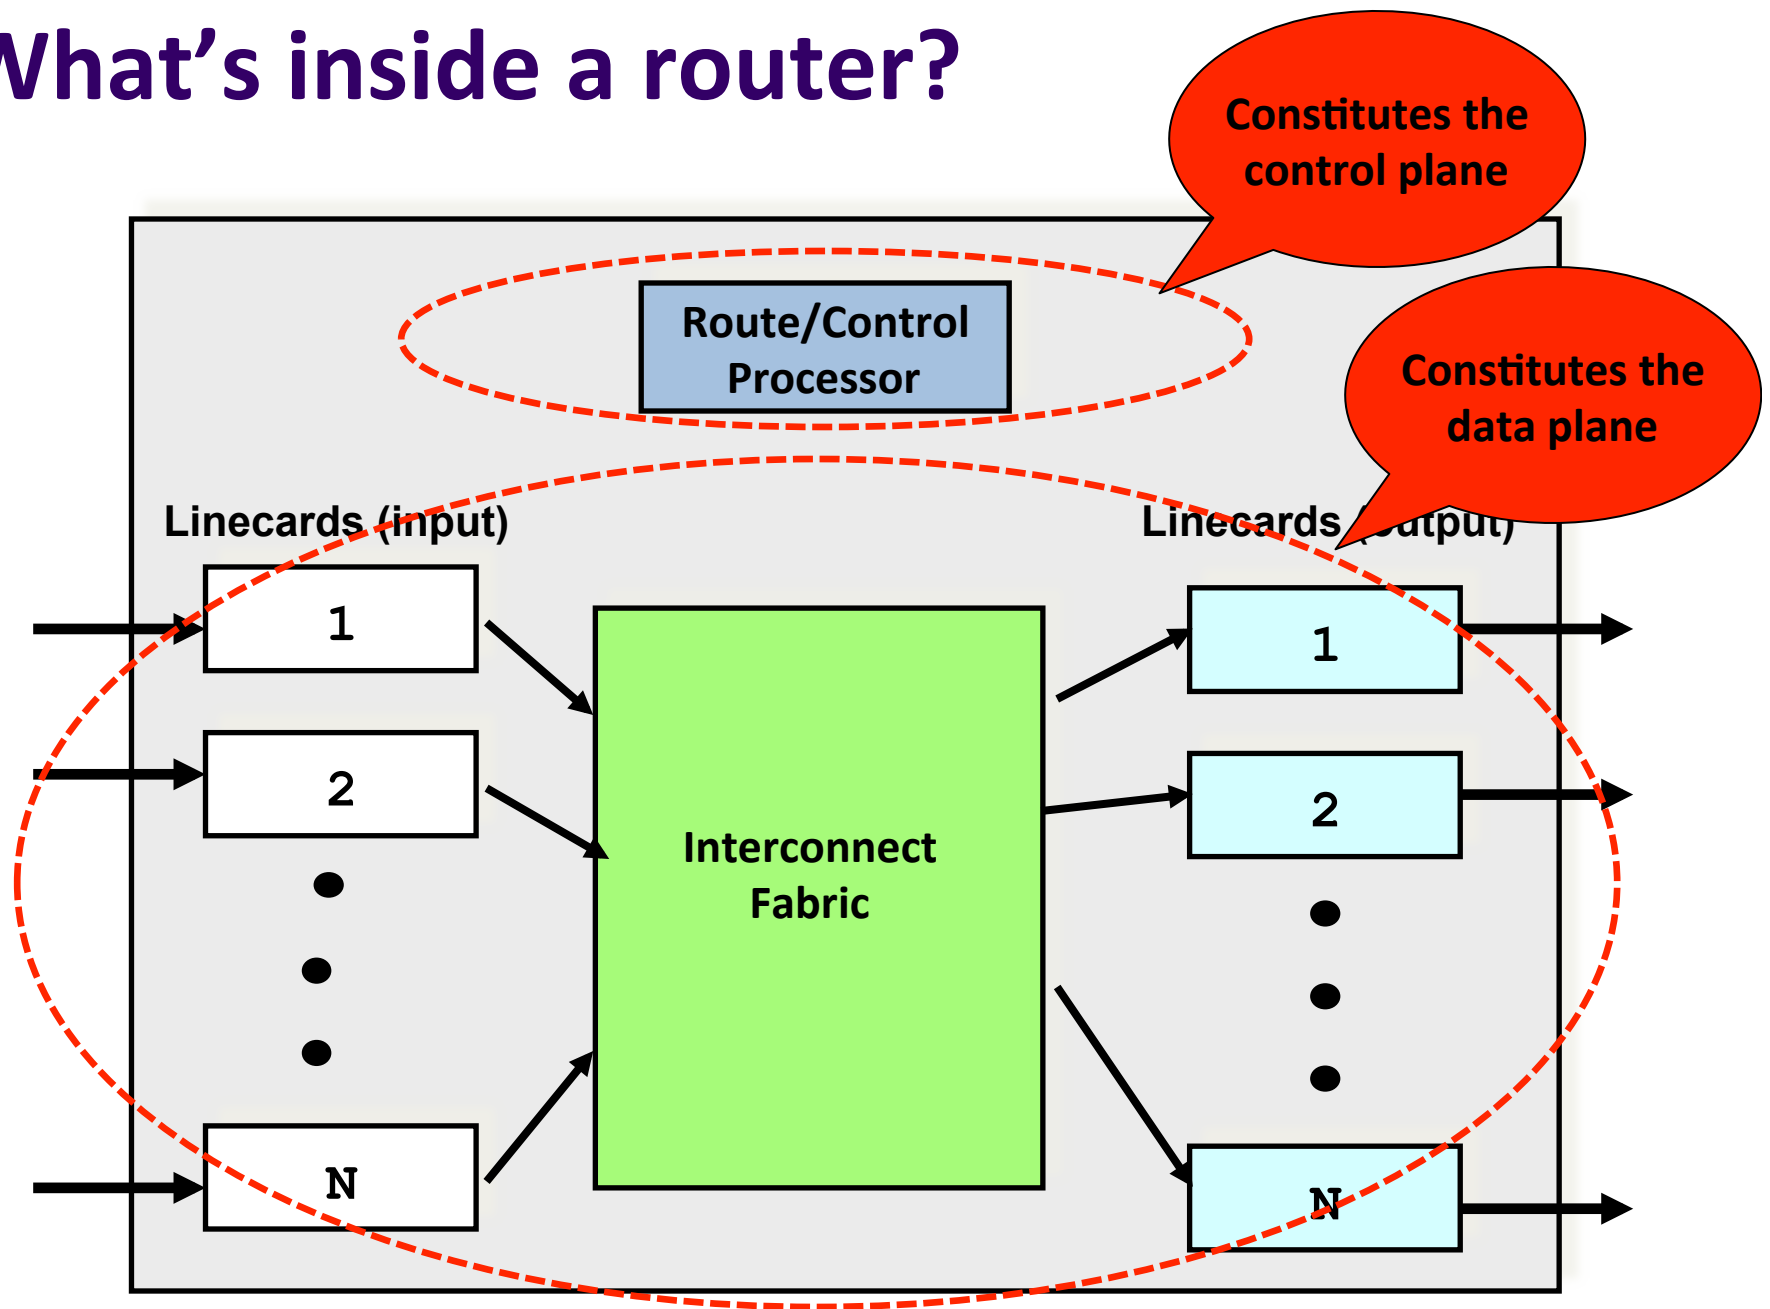 What's inside a router?
Constitutes the
control plane
Route/Control
Processor
Constitutes the
data plane
Linecards (input)
Linecards (output)
1
1
2
2
Interconnect
Fabric
N
N